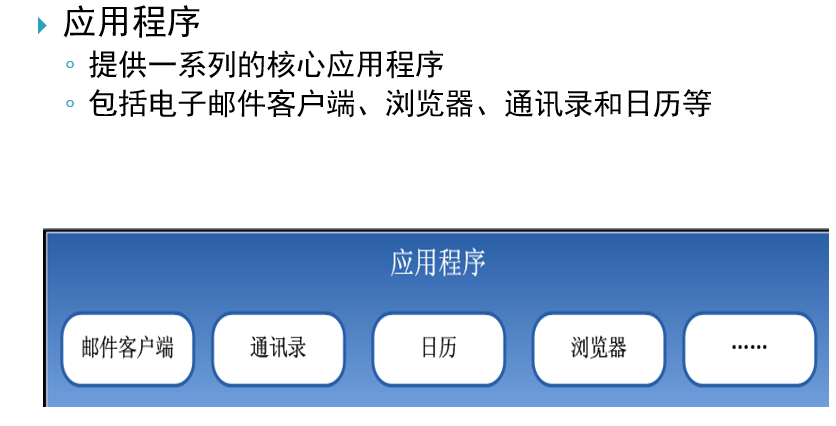 应用程序
提供一系列的核心应用程序
包括电子邮件客户端、浏览器、通讯录和日历等
应用程序
邮件客户端 通讯录 日历 浏览器 ……